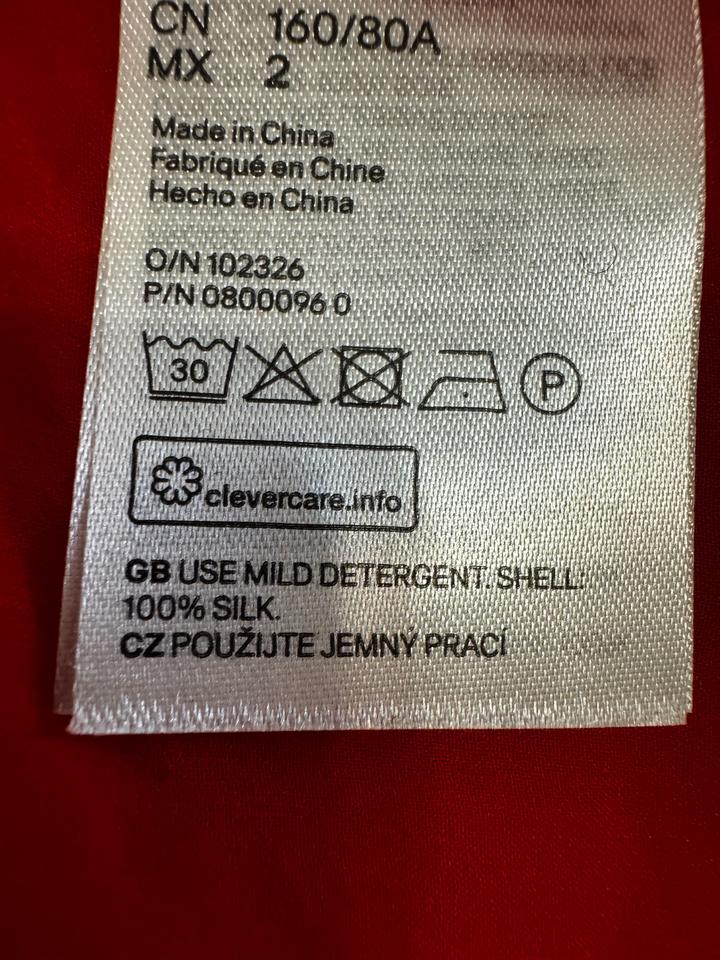 CN 160/80A
MX 2
Made in China
Fabriqué en Chine
Hecho en China
O/N 102326
P/N 0800096 0
30
P
clevercare.info
GB USE MILD DETERGENT. SHELL:
100% SILK.
CZ POUŽIJTE JEMNÝ PRACÍ